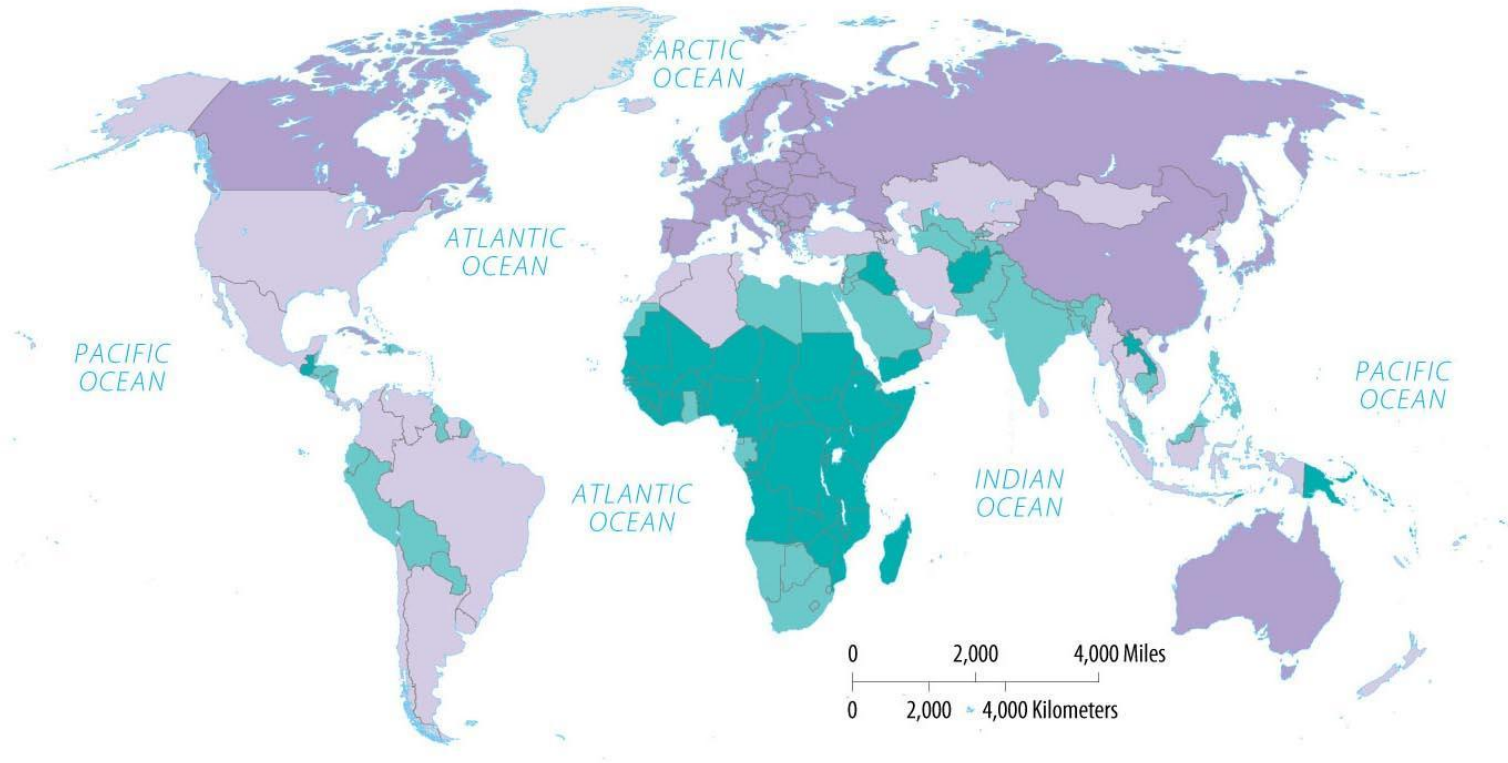 ARCTIC
OCEAN
ATLANTIC
OCEAN
PACIFIC
OCEAN
PACIFIC
OCEAN
ATLANTIC
OCEAN
INDIAN
OCEAN
0 2,000 4,000 Miles
0 2,000 4,000 Kilometers